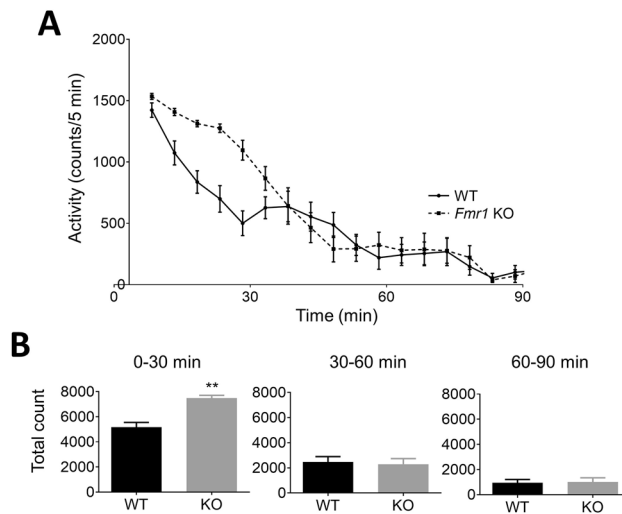 A
Activity (counts/5 min)
2000
1500
1000
500
0
0
30
60
90
Time (min)
WT
Fmr1 KO
B
Total count
0-30 min
8000
6000
4000
2000
0
**
WT
KO
30-60 min
8000
6000
4000
2000
0
WT
KO
60-90 min
8000
6000
4000
2000
0
WT
KO